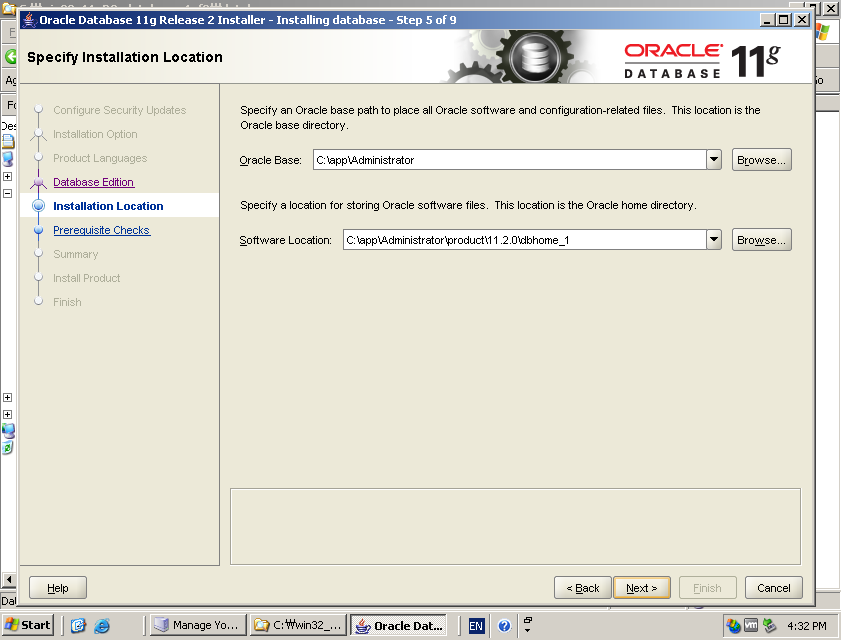 Oracle Database 11g Release 2 Installer - Installing database - Step 5 of 9
Specify Installation Location
ORACLE
DATABASE 11g
Configure Security Updates
Installation Option
Product Languages
Database Edition
Installation Location
Prerequisite Checks
Summary
Install Product
Finish
Specify an Oracle base path to place all Oracle software and configuration-related files. This location is the
Oracle base directory.
Oracle Base: C:\app\Administrator Browse...
Specify a location for storing Oracle software files. This location is the Oracle home directory.
Software Location: C:\app\Administrator\product\11.2.0\dbhome_1 Browse...
Help < Back Next > Finish Cancel
Start Manage Yo... C:₩win32_... Oracle Dat... EN 4:32 PM